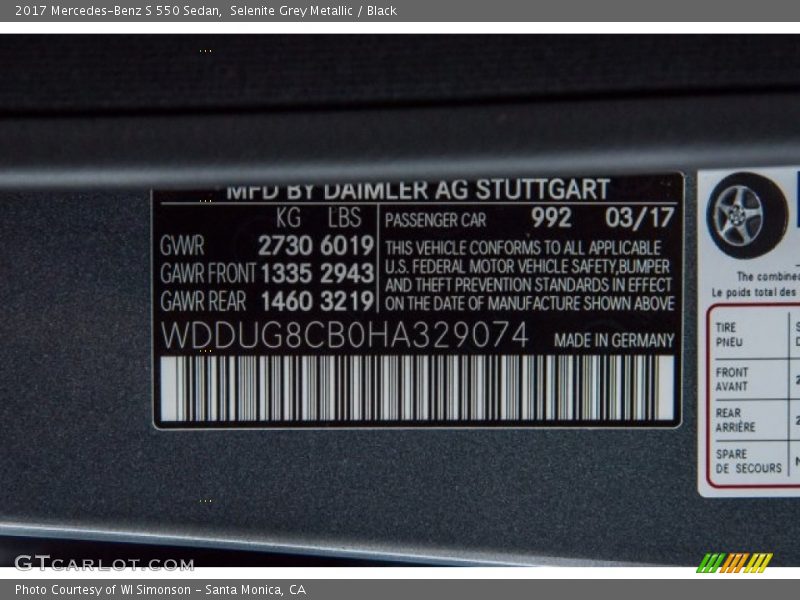 2017 Mercedes-Benz S 550 Sedan, Selenite Grey Metallic / Black
MFD BY DAIMLER AG STUTTGART
KG LBS PASSENGER CAR 992 03/17
GWR 2730 6019 THIS VEHICLE CONFORMS TO ALL APPLICABLE
GAWR FRONT 1335 2943 U.S. FEDERAL MOTOR VEHICLE SAFETY, BUMPER
AND THEFT PREVENTION STANDARDS IN EFFECT
GAWR REAR 1460 3219 ON THE DATE OF MANUFACTURE SHOWN ABOVE
WDDUG8CB0HA329074 MADE IN GERMANY
The combined
Le poids total des
TIRE
PNEU
FRONT
AVANT
REAR
ARRIÈRE
SPARE
DE SECOURS
GTCARLOT.COM
Photo Courtesy of WI Simonson - Santa Monica, CA